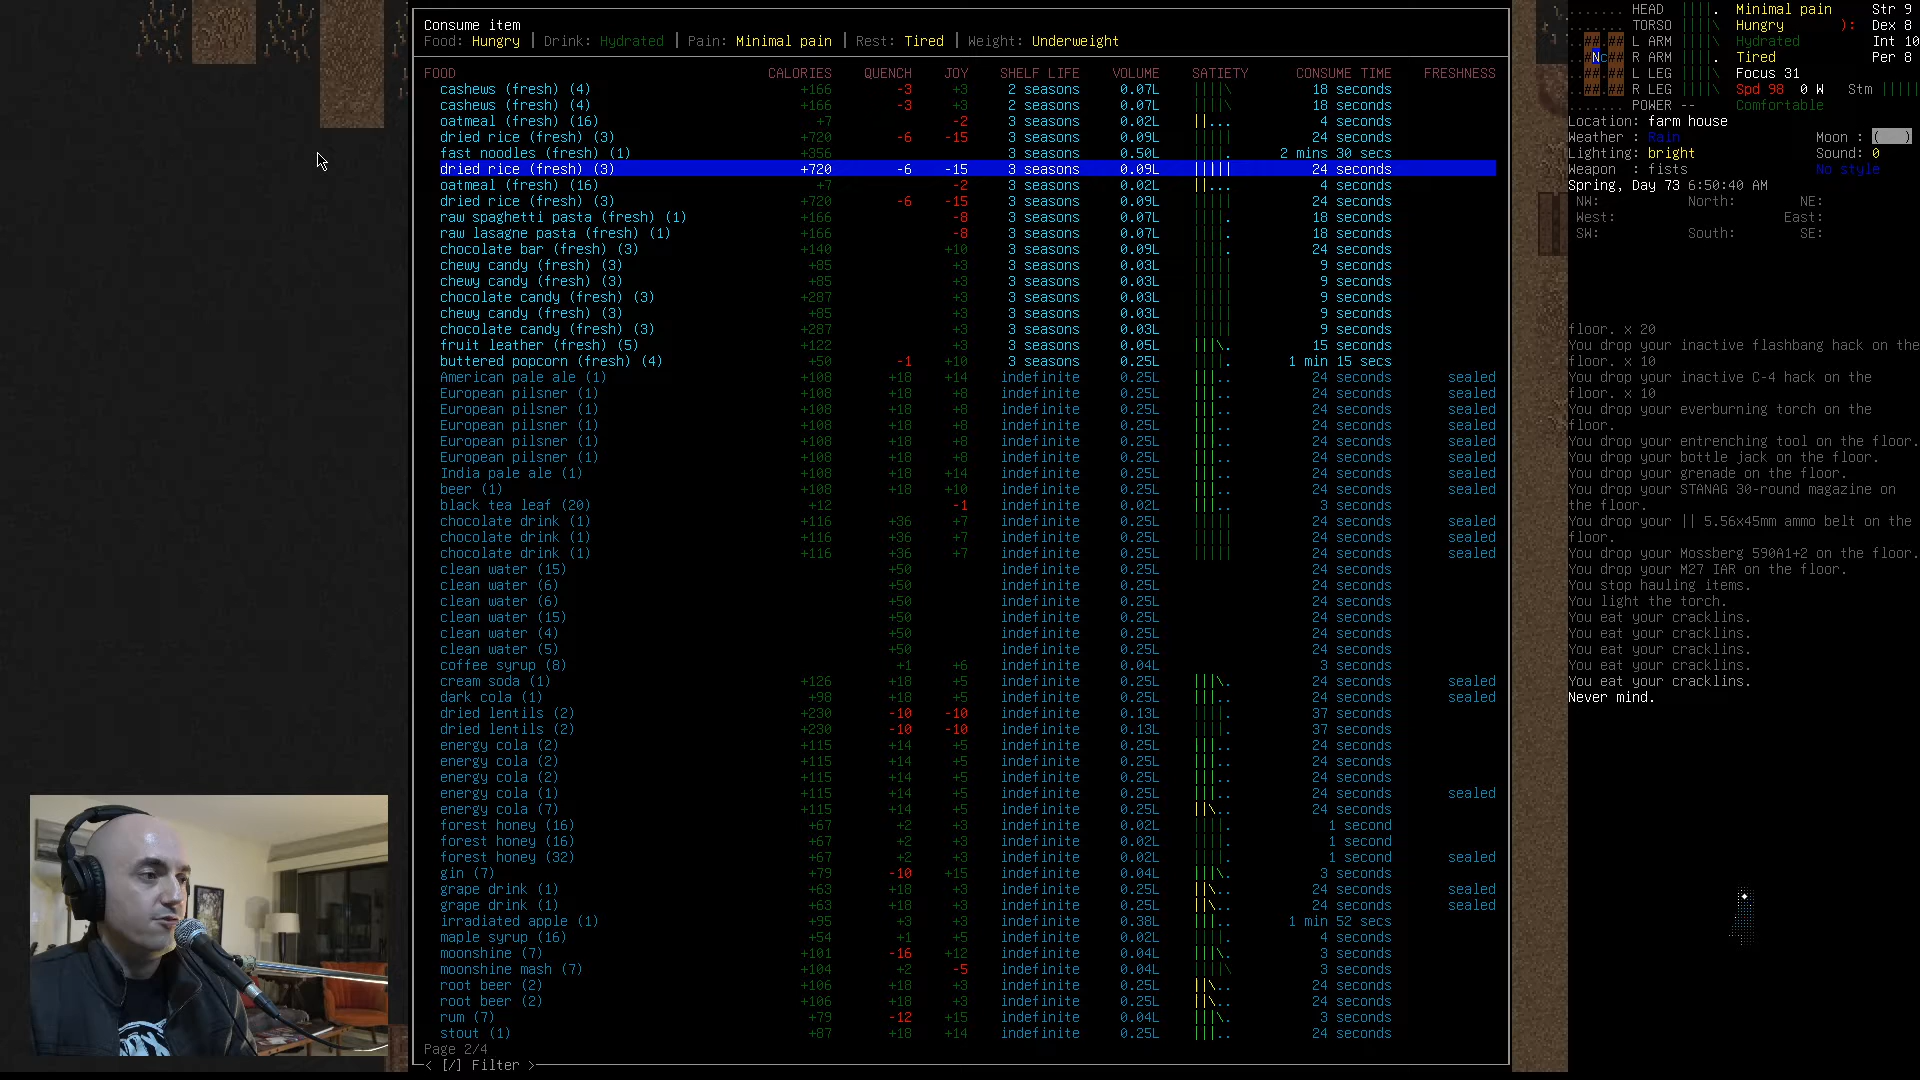 Consume item
Food: Hungry | Drink: Hydrated | Pain: Minimal pain | Rest: Tired | Weight: Underweight
FOOD CALORIES QUENCH JOY SHELF LIFE VOLUME SATIETY CONSUME TIME FRESHNESS
cashews (fresh) (4) +166 -3 +3 2 seasons 0.07L ||||\ 18 seconds
cashews (fresh) (4) +166 -3 +3 2 seasons 0.07L ||||\ 18 seconds
oatmeal (fresh) (16) +7 -2 3 seasons 0.02L ||... 4 seconds
dried rice (fresh) (3) +720 -6 -15 3 seasons 0.09L ||||| 24 seconds
fast noodles (fresh) (1) +356 3 seasons 0.50L ||||. 2 mins 30 secs
dried rice (fresh) (3) +720 -6 -15 3 seasons 0.09L ||||| 24 seconds
oatmeal (fresh) (16) +7 -2 3 seasons 0.02L ||... 4 seconds
dried rice (fresh) (3) +720 -6 -15 3 seasons 0.09L ||||| 24 seconds
raw spaghetti pasta (fresh) (1) +166 -8 3 seasons 0.07L ||||. 18 seconds
raw lasagne pasta (fresh) (1) +166 -8 3 seasons 0.07L ||||. 18 seconds
chocolate bar (fresh) (3) +140 +10 3 seasons 0.09L ||||. 24 seconds
chewy candy (fresh) (3) +85 +3 3 seasons 0.03L ||||| 9 seconds
chewy candy (fresh) (3) +85 +3 3 seasons 0.03L ||||| 9 seconds
chocolate candy (fresh) (3) +287 +3 3 seasons 0.03L ||||| 9 seconds
chewy candy (fresh) (3) +85 +3 3 seasons 0.03L ||||| 9 seconds
chocolate candy (fresh) (3) +287 +3 3 seasons 0.03L ||||| 9 seconds
fruit leather (fresh) (5) +122 +3 3 seasons 0.05L |||\. 15 seconds
buttered popcorn (fresh) (4) +50 -1 +10 3 seasons 0.25L ||||. 1 min 15 secs
American pale ale (1) +108 +18 +14 indefinite 0.25L |||.. 24 seconds sealed
European pilsner (1) +108 +18 +8 indefinite 0.25L |||.. 24 seconds sealed
European pilsner (1) +108 +18 +8 indefinite 0.25L |||.. 24 seconds sealed
European pilsner (1) +108 +18 +8 indefinite 0.25L |||.. 24 seconds sealed
European pilsner (1) +108 +18 +8 indefinite 0.25L |||.. 24 seconds sealed
European pilsner (1) +108 +18 +8 indefinite 0.25L |||.. 24 seconds sealed
India pale ale (1) +108 +18 +14 indefinite 0.25L |||.. 24 seconds sealed
beer (1) +108 +18 +10 indefinite 0.25L |||.. 24 seconds sealed
black tea leaf (20) +12 -1 indefinite 0.02L |||.. 3 seconds
chocolate drink (1) +116 +36 +7 indefinite 0.25L ||||| 24 seconds sealed
chocolate drink (1) +116 +36 +7 indefinite 0.25L ||||| 24 seconds sealed
chocolate drink (1) +116 +36 +7 indefinite 0.25L ||||| 24 seconds sealed
clean water (15) +50 indefinite 0.25L 24 seconds
clean water (6) +50 indefinite 0.25L 24 seconds
clean water (6) +50 indefinite 0.25L 24 seconds
clean water (15) +50 indefinite 0.25L 24 seconds
clean water (4) +50 indefinite 0.25L 24 seconds
clean water (5) +50 indefinite 0.25L 24 seconds
coffee syrup (8) +1 +6 indefinite 0.04L 3 seconds
cream soda (1) +126 +18 +5 indefinite 0.25L |||\. 24 seconds sealed
dark cola (1) +98 +18 +5 indefinite 0.25L |||.. 24 seconds sealed
dried lentils (2) +230 -10 -10 indefinite 0.13L ||||. 37 seconds
dried lentils (2) +230 -10 -10 indefinite 0.13L ||||. 37 seconds
energy cola (2) +115 +14 +5 indefinite 0.25L |||.. 24 seconds
energy cola (2) +115 +14 +5 indefinite 0.25L |||.. 24 seconds
energy cola (2) +115 +14 +5 indefinite 0.25L |||.. 24 seconds
energy cola (1) +115 +14 +5 indefinite 0.25L |||.. 24 seconds sealed
energy cola (7) +115 +14 +5 indefinite 0.25L ||\.. 24 seconds
forest honey (16) +67 +2 +3 indefinite 0.02L ||||. 1 second
forest honey (16) +67 +2 +3 indefinite 0.02L ||||. 1 second
forest honey (32) +67 +2 +3 indefinite 0.02L ||||. 1 second sealed
gin (7) +79 -10 +15 indefinite 0.04L |||.. 3 seconds
grape drink (1) +63 +18 +3 indefinite 0.25L ||\.. 24 seconds sealed
grape drink (1) +63 +18 +3 indefinite 0.25L ||\.. 24 seconds sealed
irradiated apple (1) +95 +3 +3 indefinite 0.38L |||.. 1 min 52 secs
maple syrup (16) +54 +1 +5 indefinite 0.02L ||||. 4 seconds
moonshine (7) +101 -16 +12 indefinite 0.04L |||\. 3 seconds
moonshine mash (7) +104 +2 -5 indefinite 0.04L ||||\ 3 seconds
root beer (2) +106 +18 +3 indefinite 0.25L ||\.. 24 seconds
root beer (2) +106 +18 +3 indefinite 0.25L ||\.. 24 seconds
rum (7) +79 -12 +15 indefinite 0.04L |||\. 3 seconds
stout (1) +87 +18 +14 indefinite 0.25L |||.. 24 seconds
Page 2/4
< [/] Filter >
HEAD ||||. Minimal pain Str 9
TORSO ||||\ Hungry ): Dex 8
L ARM ||||\ Hydrated Int 10
R ARM ||||. Tired Per 8
L LEG ||||\ Focus 31
R LEG ||||\ Spd 98 0 W Stm |||||
POWER -- Comfortable
Location: farm house
Weather : Rain Moon : ( )
Lighting: bright Sound: 0
Weapon : fists No style
Spring, Day 73 6:50:40 AM
NW: North: NE:
West: East:
SW: South: SE:
floor. x 20
You drop your inactive flashbang hack on the
floor. x 10
You drop your inactive C-4 hack on the
floor. x 10
You drop your everburning torch on the
floor.
You drop your entrenching tool on the floor.
You drop your bottle jack on the floor.
You drop your grenade on the floor.
You drop your STANAG 30-round magazine on
the floor.
You drop your || 5.56x45mm ammo belt on the
floor.
You drop your Mossberg 590A1+2 on the floor.
You drop your M27 IAR on the floor.
You stop hauling items.
You light the torch.
You eat your cracklins.
You eat your cracklins.
You eat your cracklins.
You eat your cracklins.
You eat your cracklins.
Never mind.